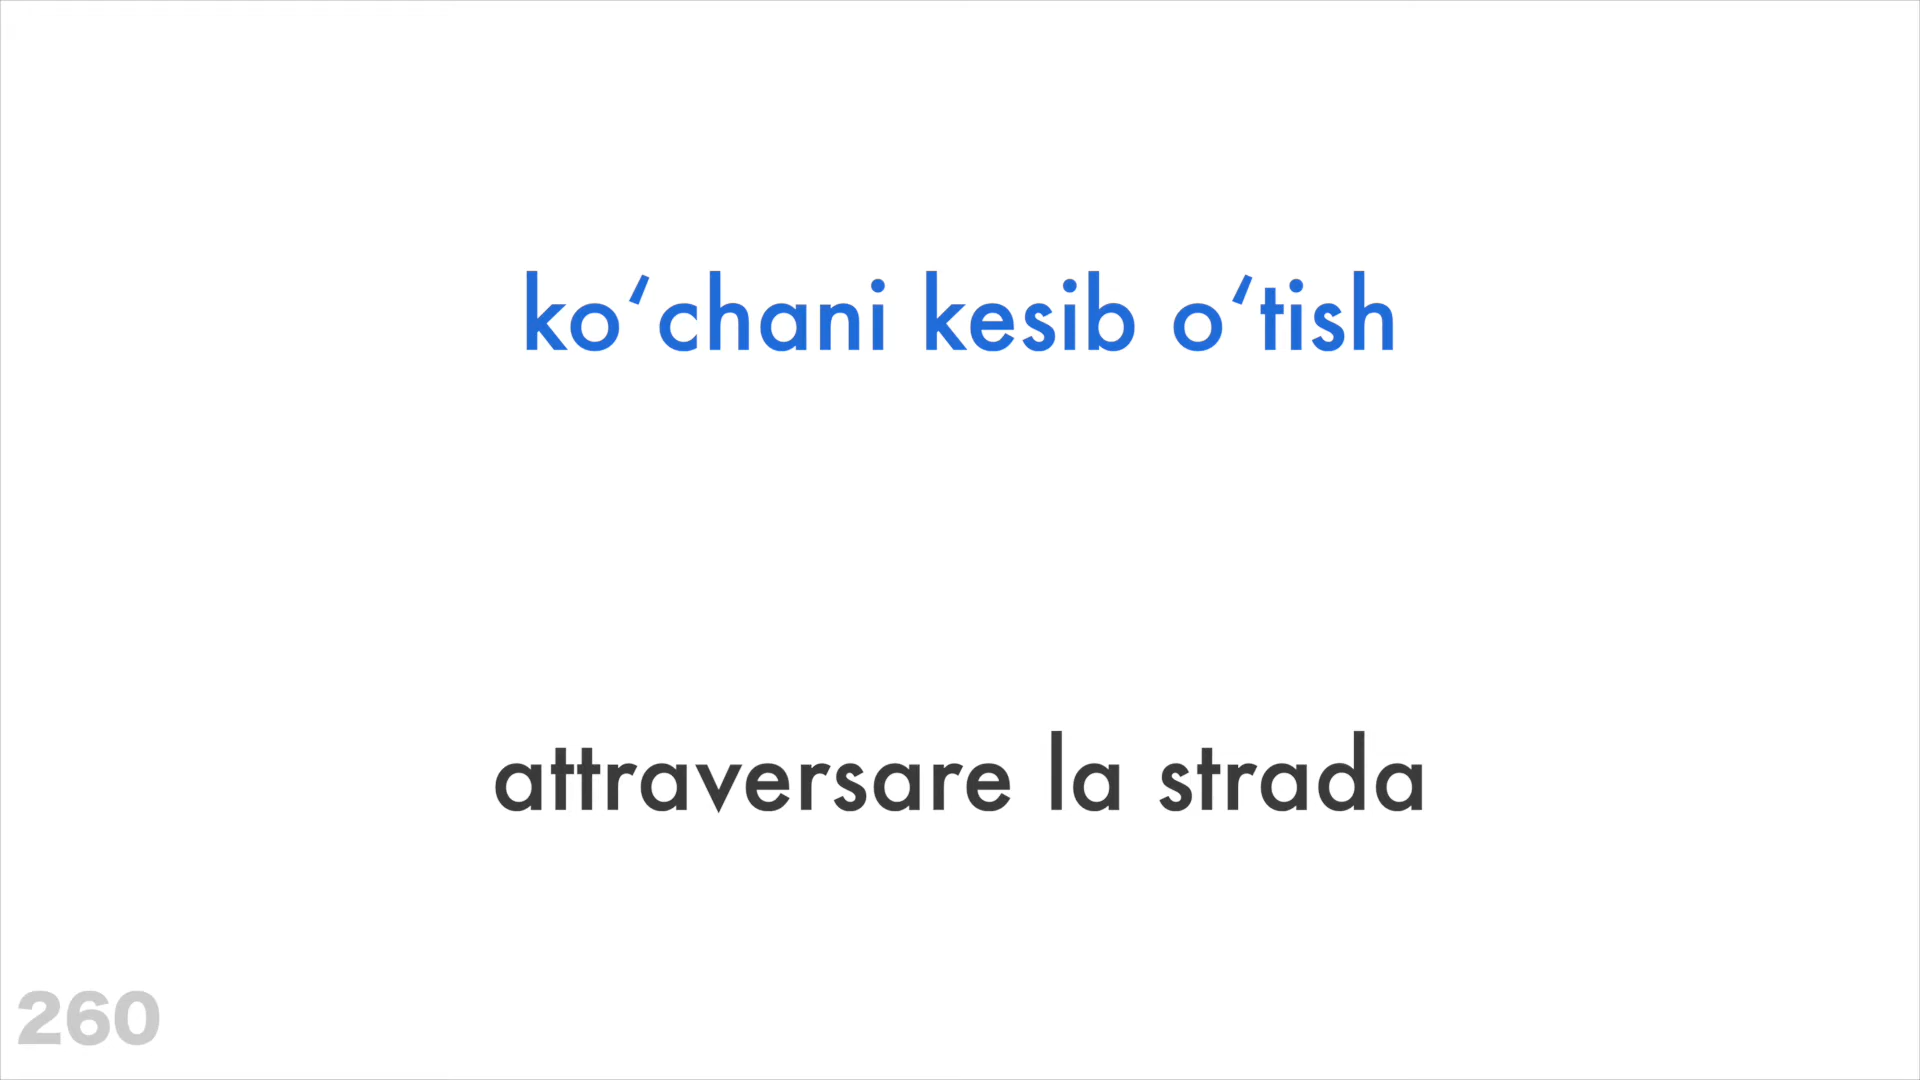 ko‘chani kesib o‘tish
attraversare la strada
260